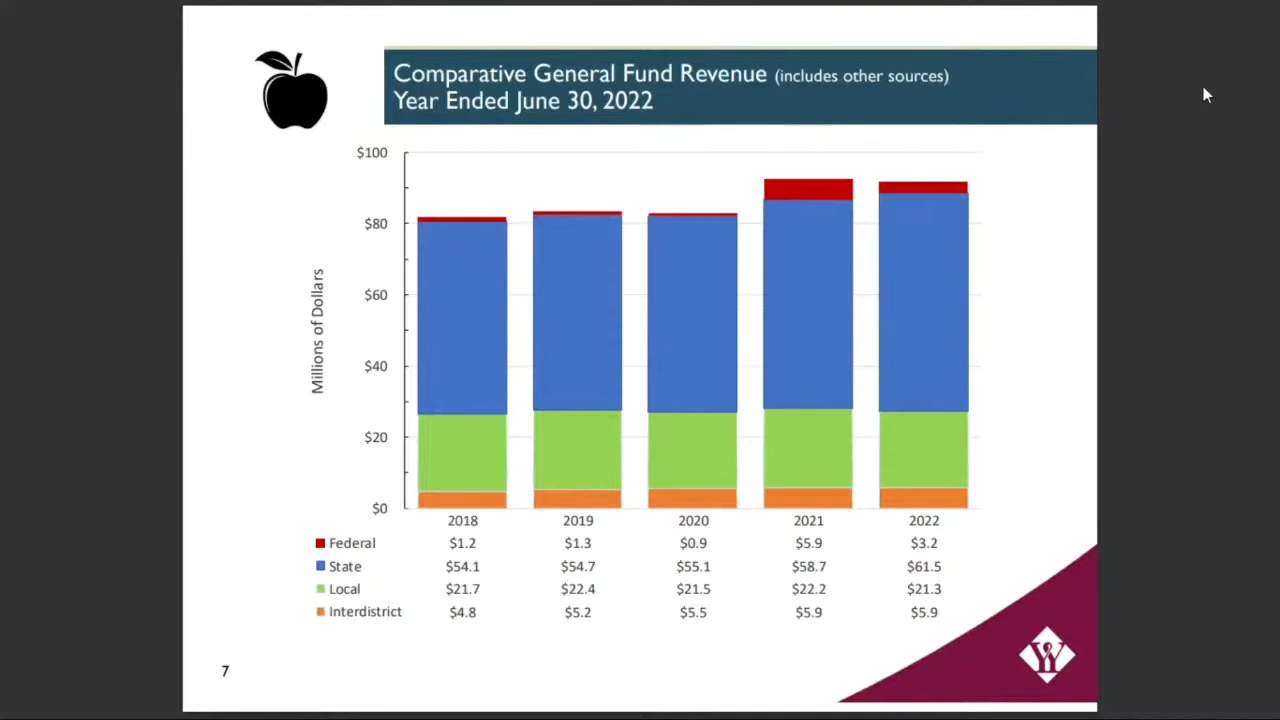 Comparative General Fund Revenue (includes other sources)
Year Ended June 30, 2022
$100
$80
$60
$40
$20
$0
Millions of Dollars
2018 2019 2020 2021 2022
Federal $1.2 $1.3 $0.9 $5.9 $3.2
State $54.1 $54.7 $55.1 $58.7 $61.5
Local $21.7 $22.4 $21.5 $22.2 $21.3
Interdistrict $4.8 $5.2 $5.5 $5.9 $5.9
7